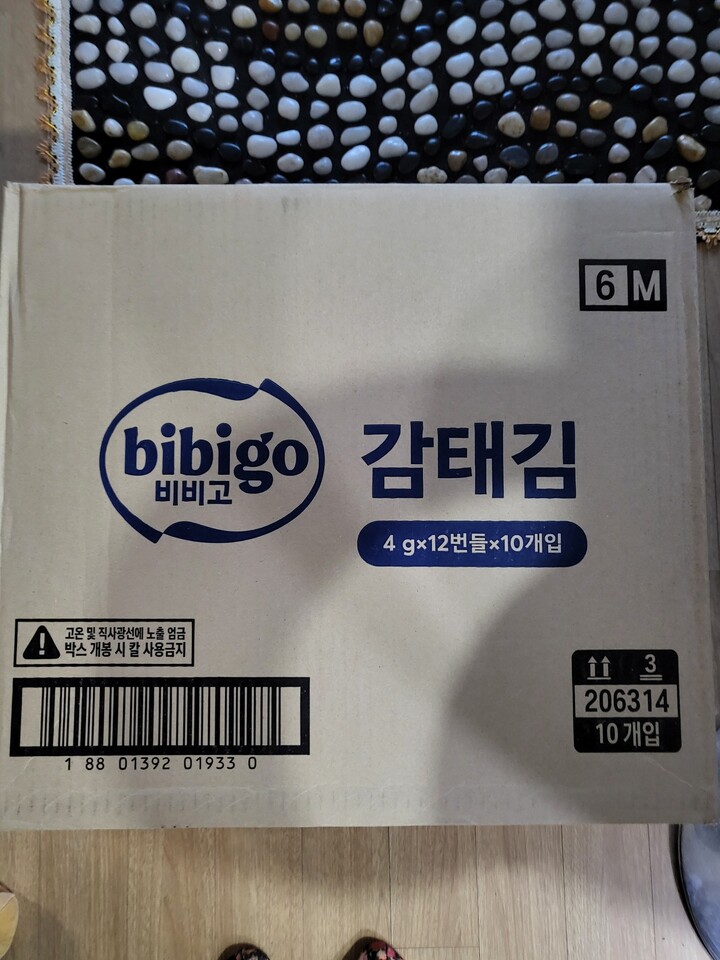 6 M
bibigo
비비고
감태김
4 g×12번들×10개입
고온 및 직사광선에 노출 엄금
박스 개봉 시 칼 사용금지
1 88 01392 01933 0
3
206314
10 개입